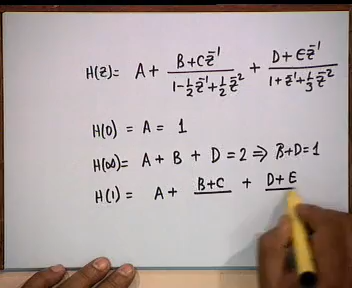 H(z) = A + (B+Cz̄¹)/(1-½z̄¹+½z̄²) + (D+Ez̄¹)/(1+z̄¹+⅓z̄²)
H(0) = A = 1
H(∞) = A + B + D = 2 ⇒ B+D=1
H(1) = A + B+C + D+E